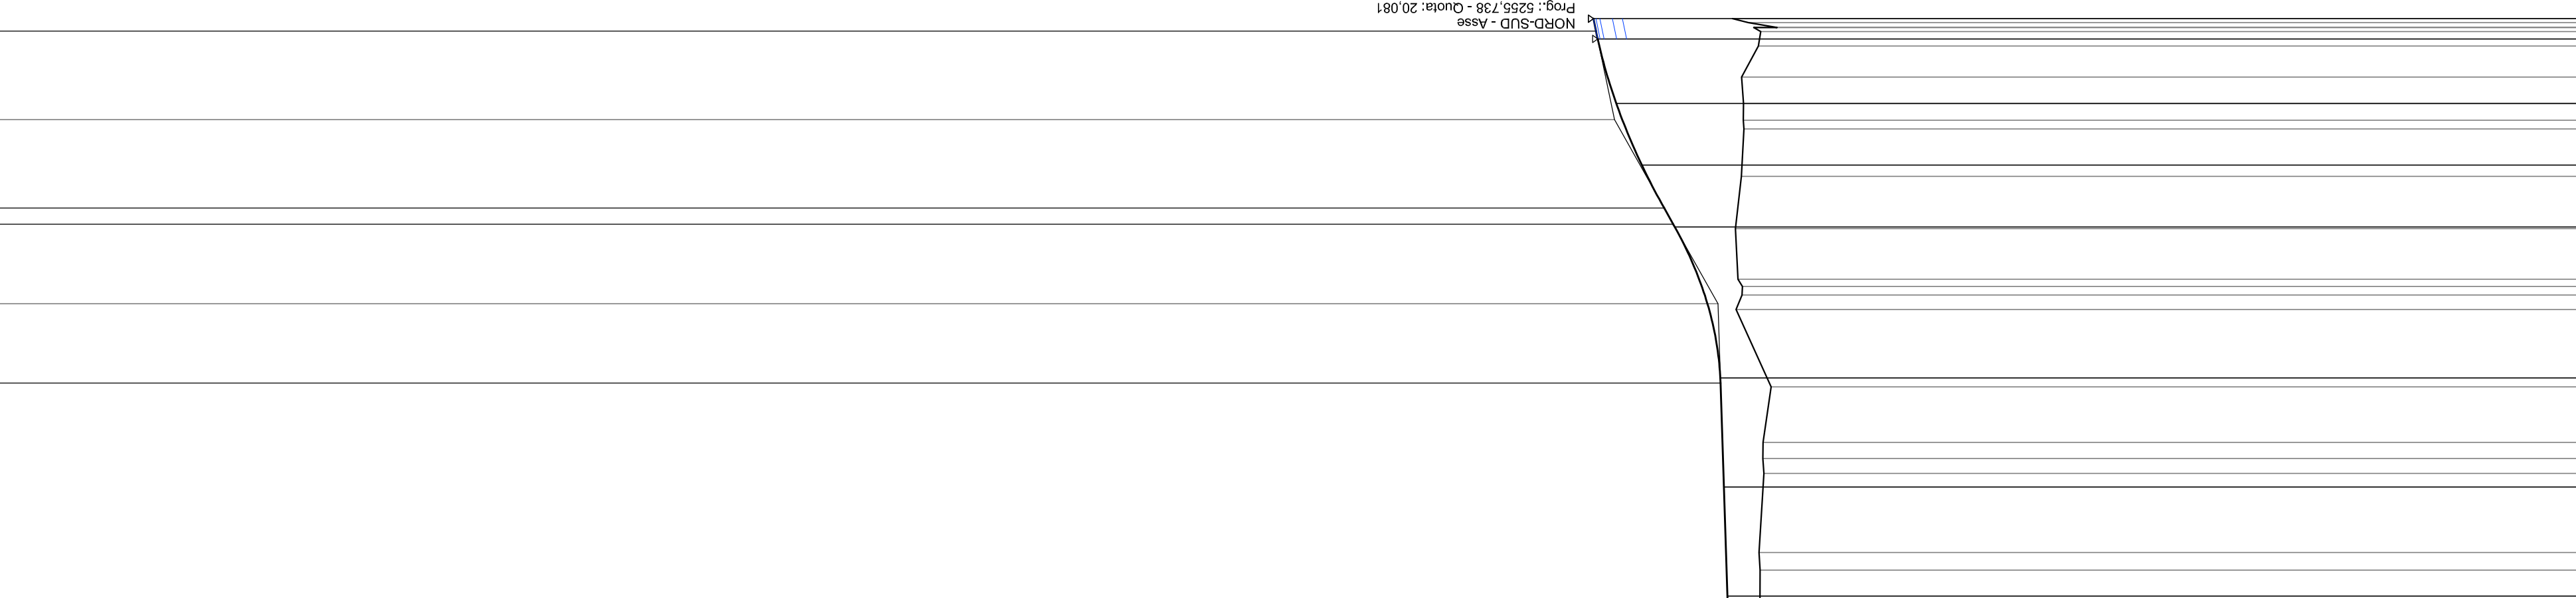 NORD-SUD - Asse
Prog.: 5255,738 - Quota: 20,081